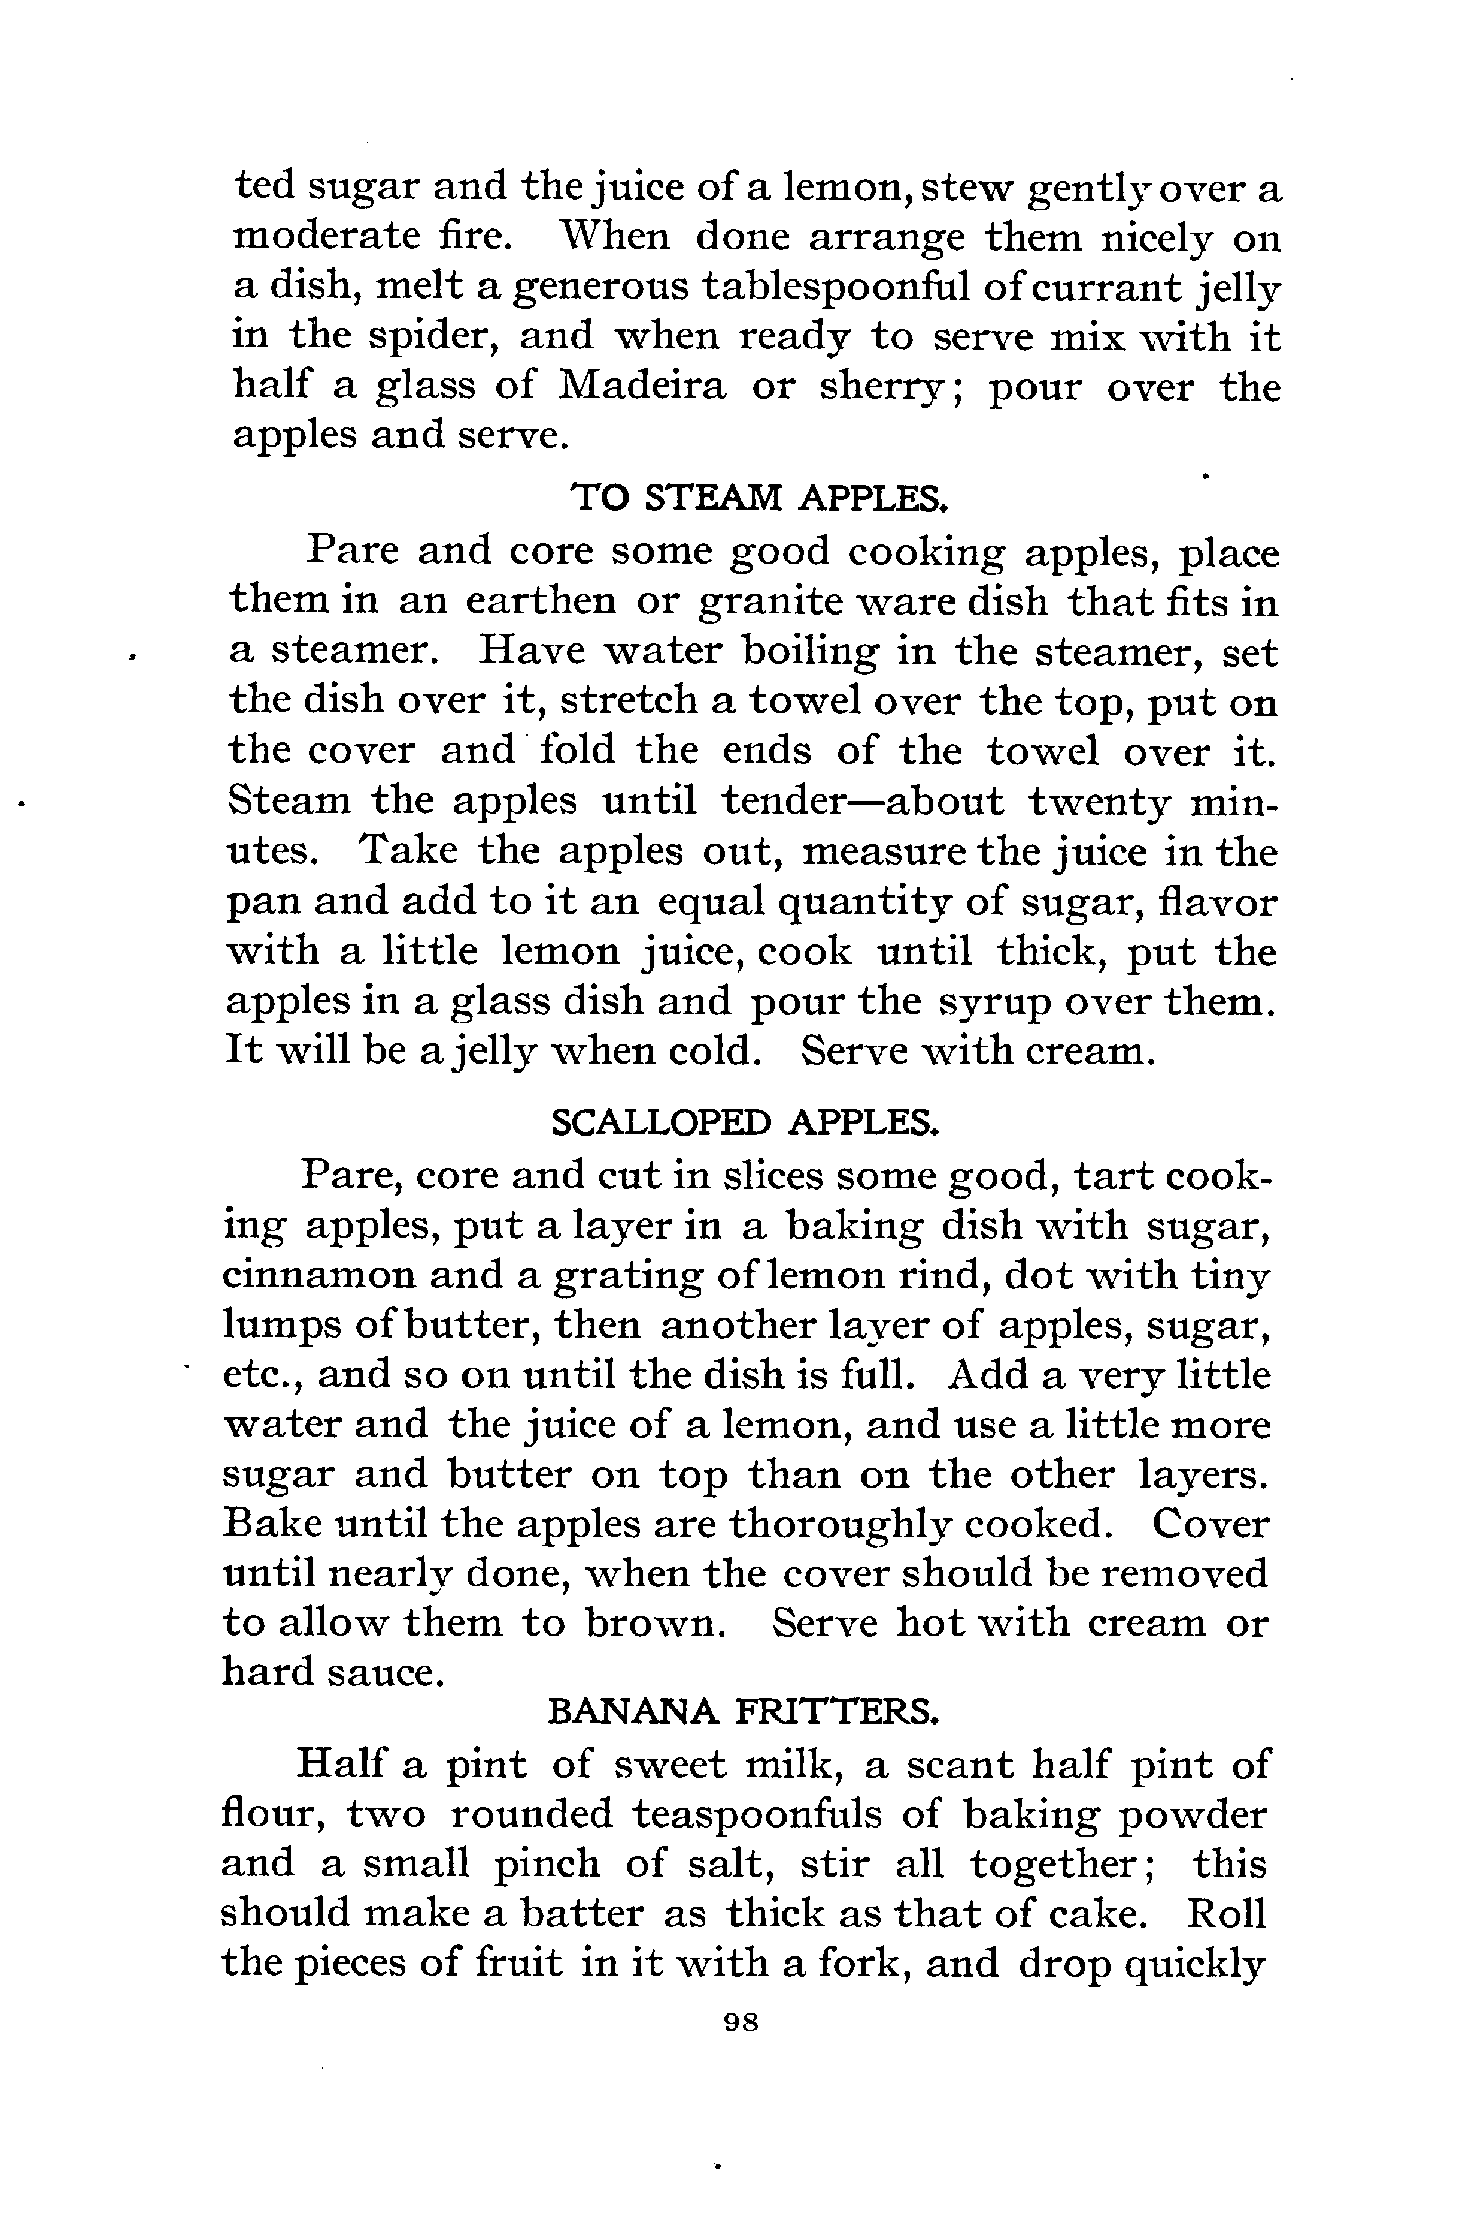 ted sugar and the juice of a lemon, stew gently over a
moderate fire. When done arrange them nicely on
a dish, melt a generous tablespoonful of currant jelly
in the spider, and when ready to serve mix with it
half a glass of Madeira or sherry; pour over the
apples and serve.
TO STEAM APPLES.
Pare and core some good cooking apples, place
them in an earthen or granite ware dish that fits in
a steamer. Have water boiling in the steamer, set
the dish over it, stretch a towel over the top, put on
the cover and fold the ends of the towel over it.
Steam the apples until tender—about twenty min-
utes. Take the apples out, measure the juice in the
pan and add to it an equal quantity of sugar, flavor
with a little lemon juice, cook until thick, put the
apples in a glass dish and pour the syrup over them.
It will be a jelly when cold. Serve with cream.
SCALLOPED APPLES.
Pare, core and cut in slices some good, tart cook-
ing apples, put a layer in a baking dish with sugar,
cinnamon and a grating of lemon rind, dot with tiny
lumps of butter, then another layer of apples, sugar,
etc., and so on until the dish is full. Add a very little
water and the juice of a lemon, and use a little more
sugar and butter on top than on the other layers.
Bake until the apples are thoroughly cooked. Cover
until nearly done, when the cover should be removed
to allow them to brown. Serve hot with cream or
hard sauce.
BANANA FRITTERS.
Half a pint of sweet milk, a scant half pint of
flour, two rounded teaspoonfuls of baking powder
and a small pinch of salt, stir all together; this
should make a batter as thick as that of cake. Roll
the pieces of fruit in it with a fork, and drop quickly
98